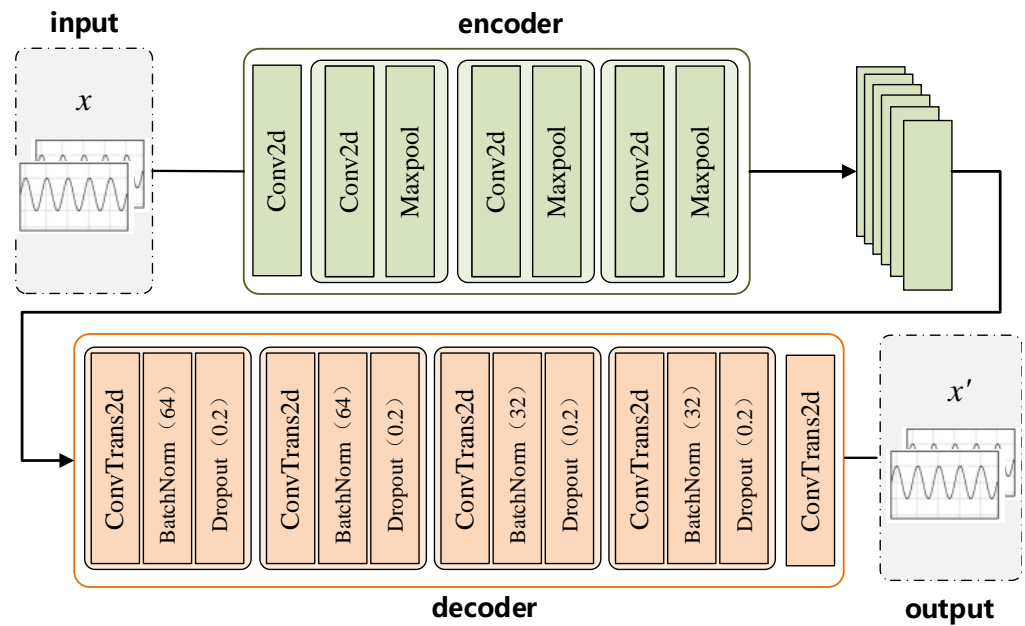 input
encoder
x
Conv2d
Conv2d
Maxpool
Conv2d
Maxpool
Conv2d
Maxpool
ConvTrans2d
BatchNorm（64）
Dropout（0.2）
ConvTrans2d
BatchNorm（64）
Dropout（0.2）
ConvTrans2d
BatchNorm（32）
Dropout（0.2）
ConvTrans2d
BatchNorm（32）
Dropout（0.2）
ConvTrans2d
x′
decoder
output